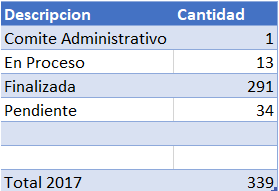 Descripcion Cantidad
Comite Administrativo 1
En Proceso 13
Finalizada 291
Pendiente 34
Total 2017 339